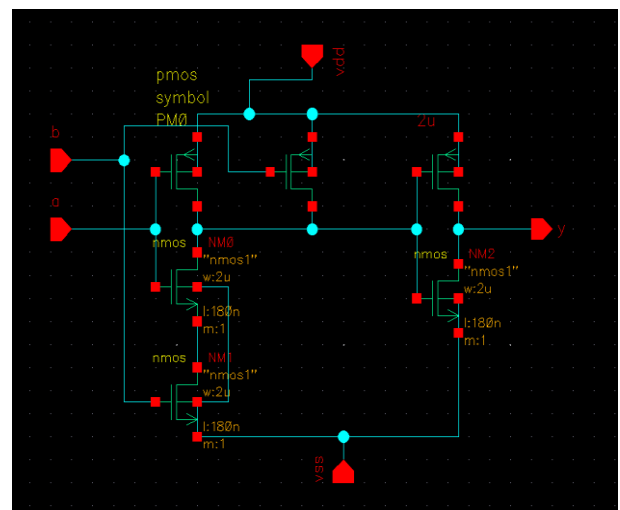 vdd
pmos
symbol
PM0
2u
b
a
y
nmos
NM0
"nmos1"
w:2u
l:180n
m:1
nmos
NM2
"nmos1"
w:2u
l:180n
m:1
nmos
NM1
"nmos1"
w:2u
l:180n
m:1
vss